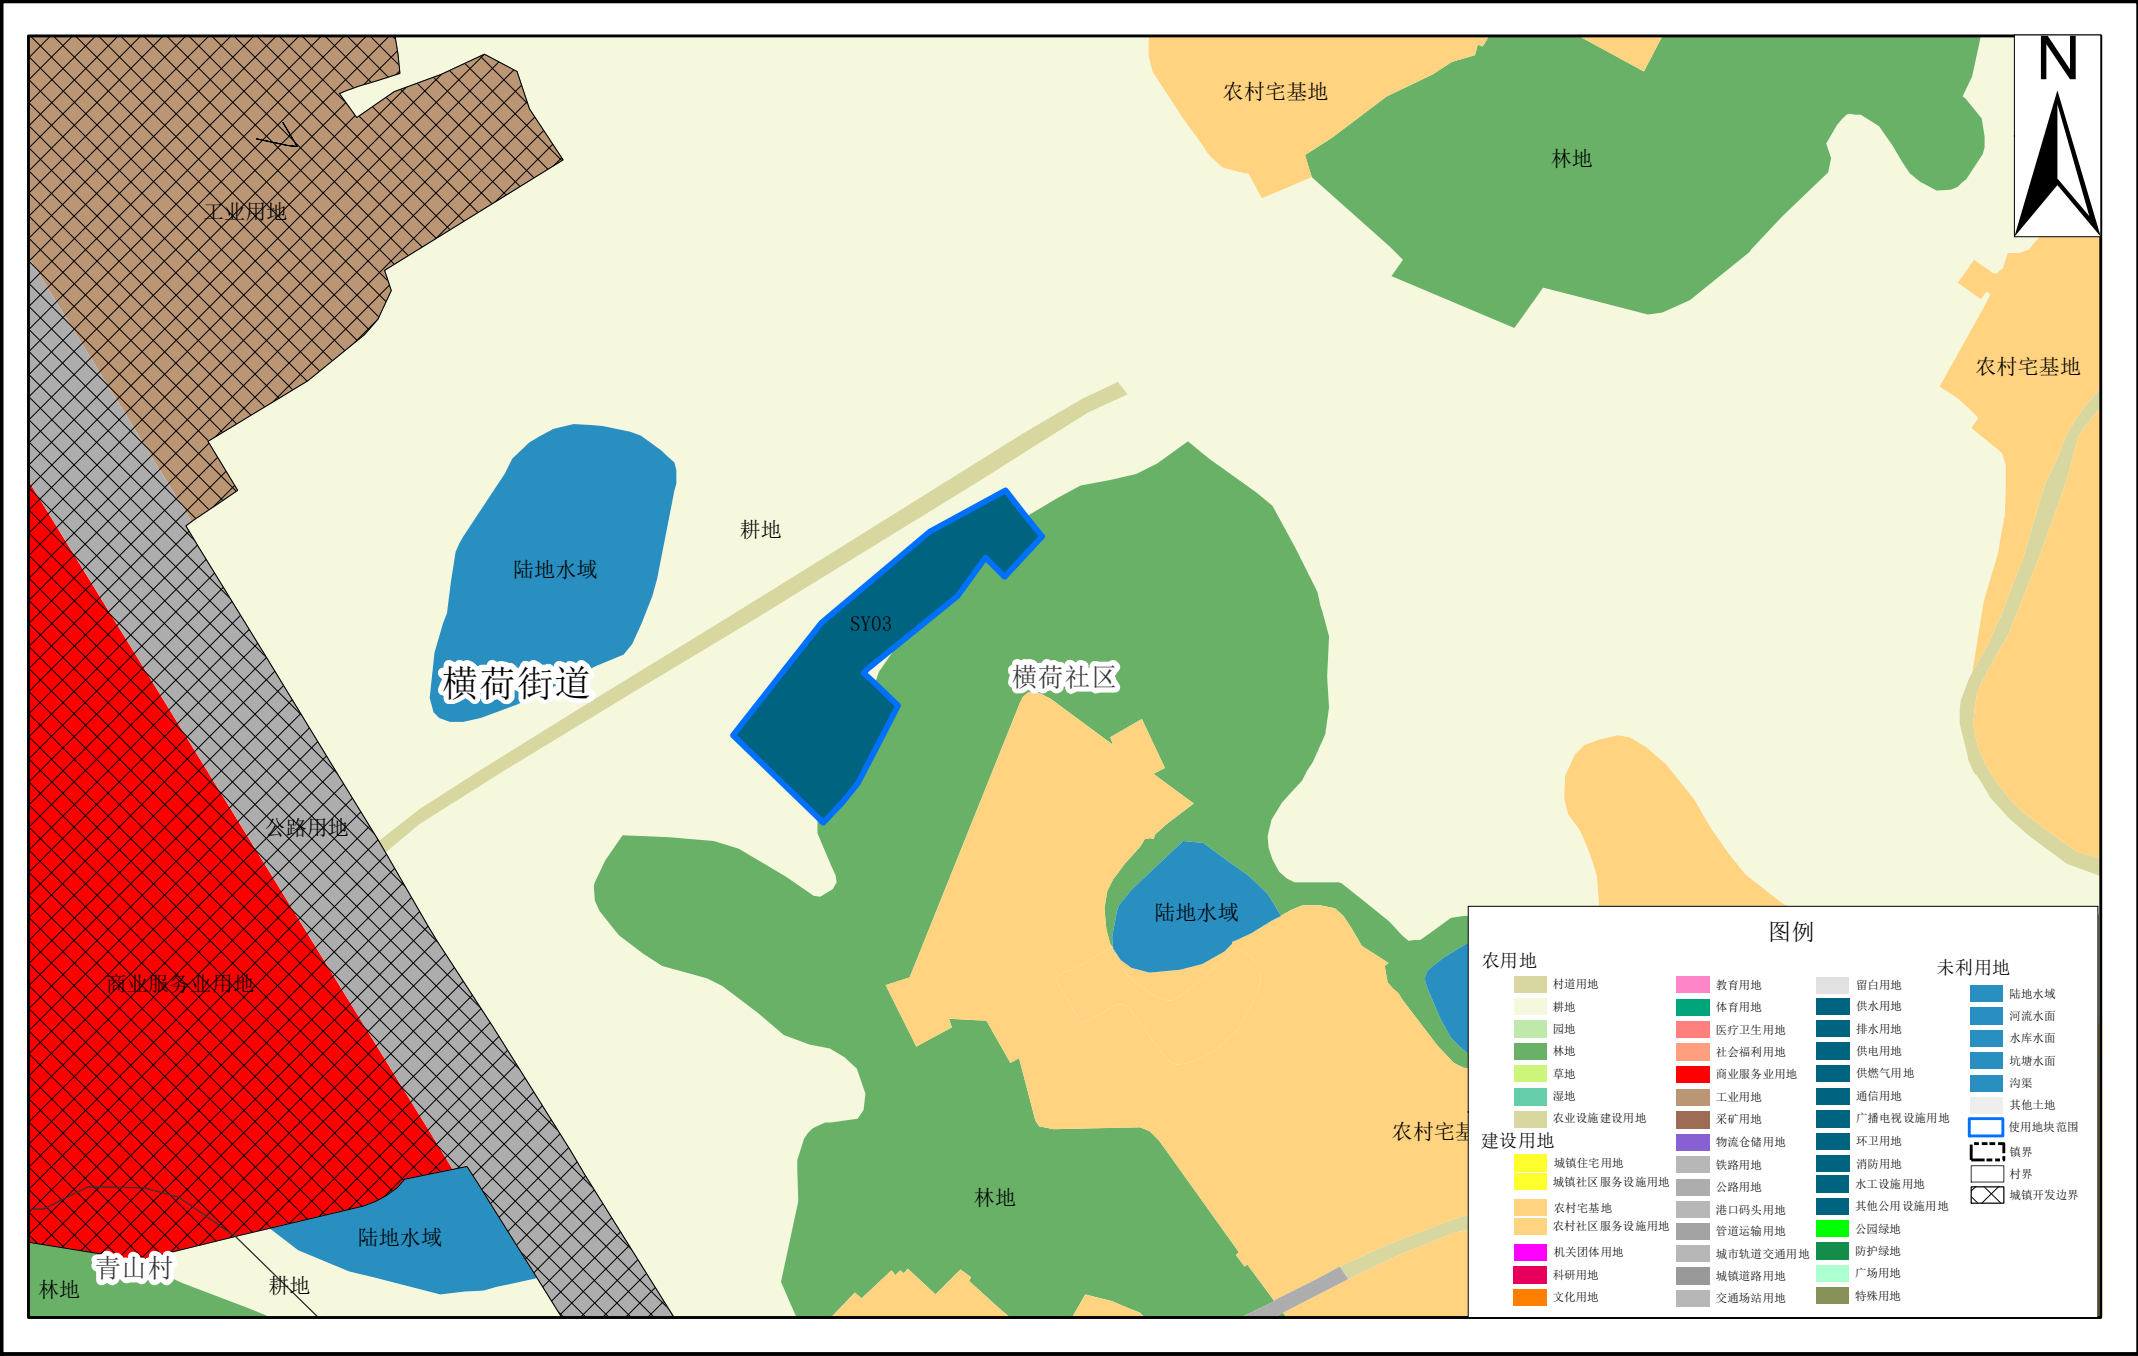 N
农村宅基地
林地
工业用地
农村宅基地
耕地
陆地水域
SY03
横荷街道
横荷社区
公路用地
陆地水域
商业服务业用地
农村宅基
林地
陆地水域
青山村
林地
耕地
图例
农用地
村道用地
耕地
园地
林地
草地
湿地
农业设施建设用地
建设用地
城镇住宅用地
城镇社区服务设施用地
农村宅基地
农村社区服务设施用地
机关团体用地
科研用地
文化用地
教育用地
体育用地
医疗卫生用地
社会福利用地
商业服务业用地
工业用地
采矿用地
物流仓储用地
铁路用地
公路用地
港口码头用地
管道运输用地
城市轨道交通用地
城镇道路用地
交通场站用地
留白用地
供水用地
排水用地
供电用地
供燃气用地
通信用地
广播电视设施用地
环卫用地
消防用地
水工设施用地
其他公用设施用地
公园绿地
防护绿地
广场用地
特殊用地
未利用地
陆地水域
河流水面
水库水面
坑塘水面
沟渠
其他土地
使用地块范围
镇界
村界
城镇开发边界